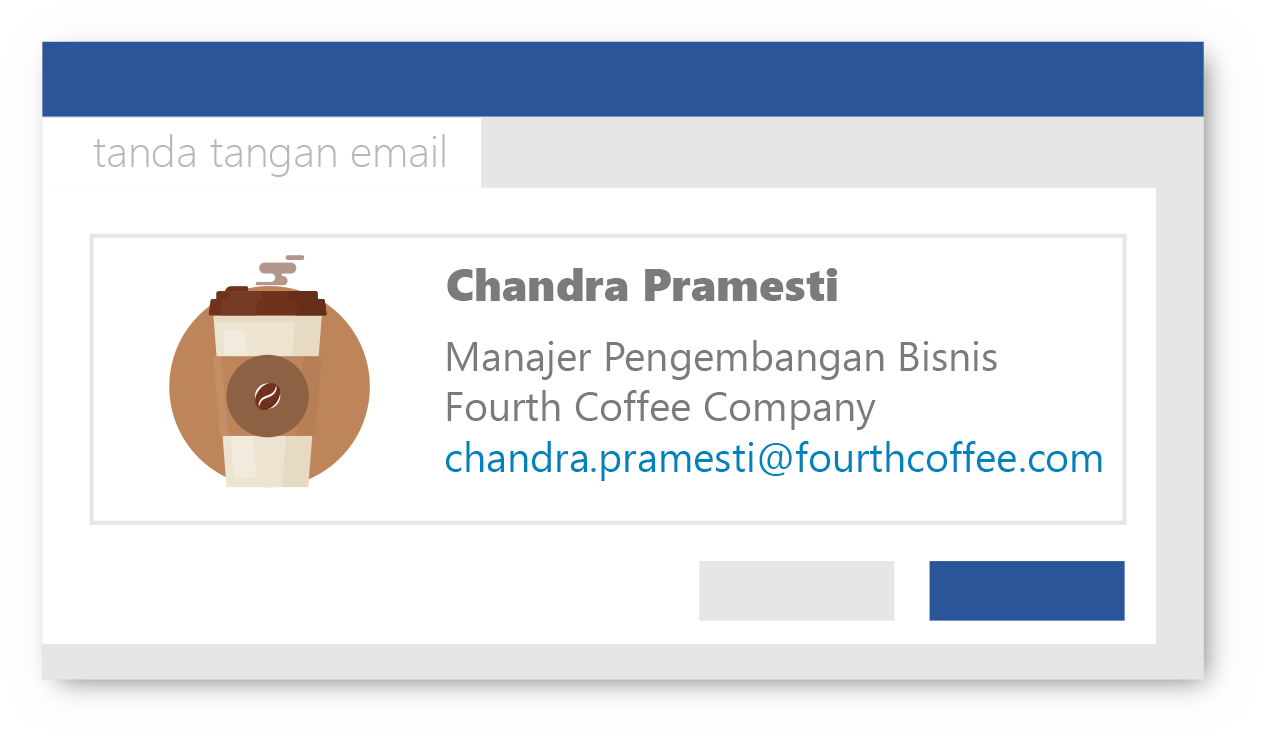 tanda tangan email
Chandra Pramesti
Manajer Pengembangan Bisnis
Fourth Coffee Company
chandra.pramesti@fourthcoffee.com